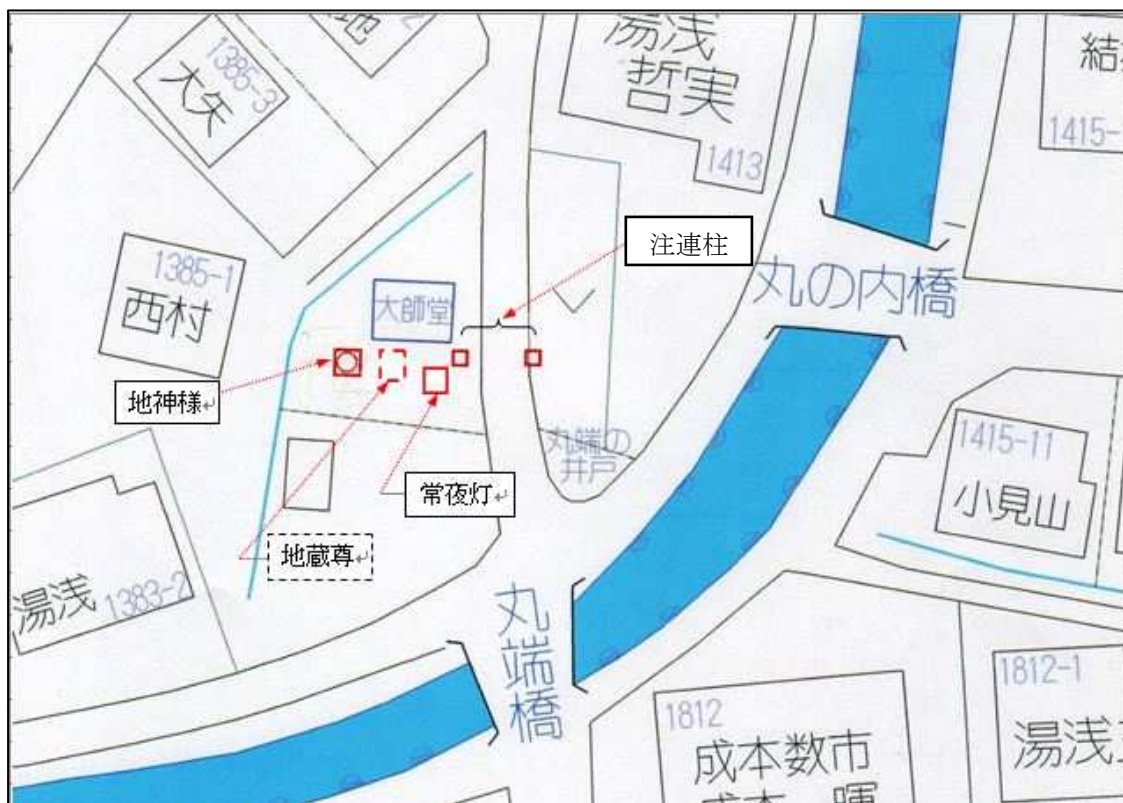 1385-3
大矢
湯浅
哲実
1413
1415-
注連柱
丸の内橋
1385-1
西村
大師堂
地神様
丸端の
井戸
1415-11
小見山
常夜灯
地蔵尊
湯浅
1383-2
丸端橋
1812
成本数市
1812-1
湯浅